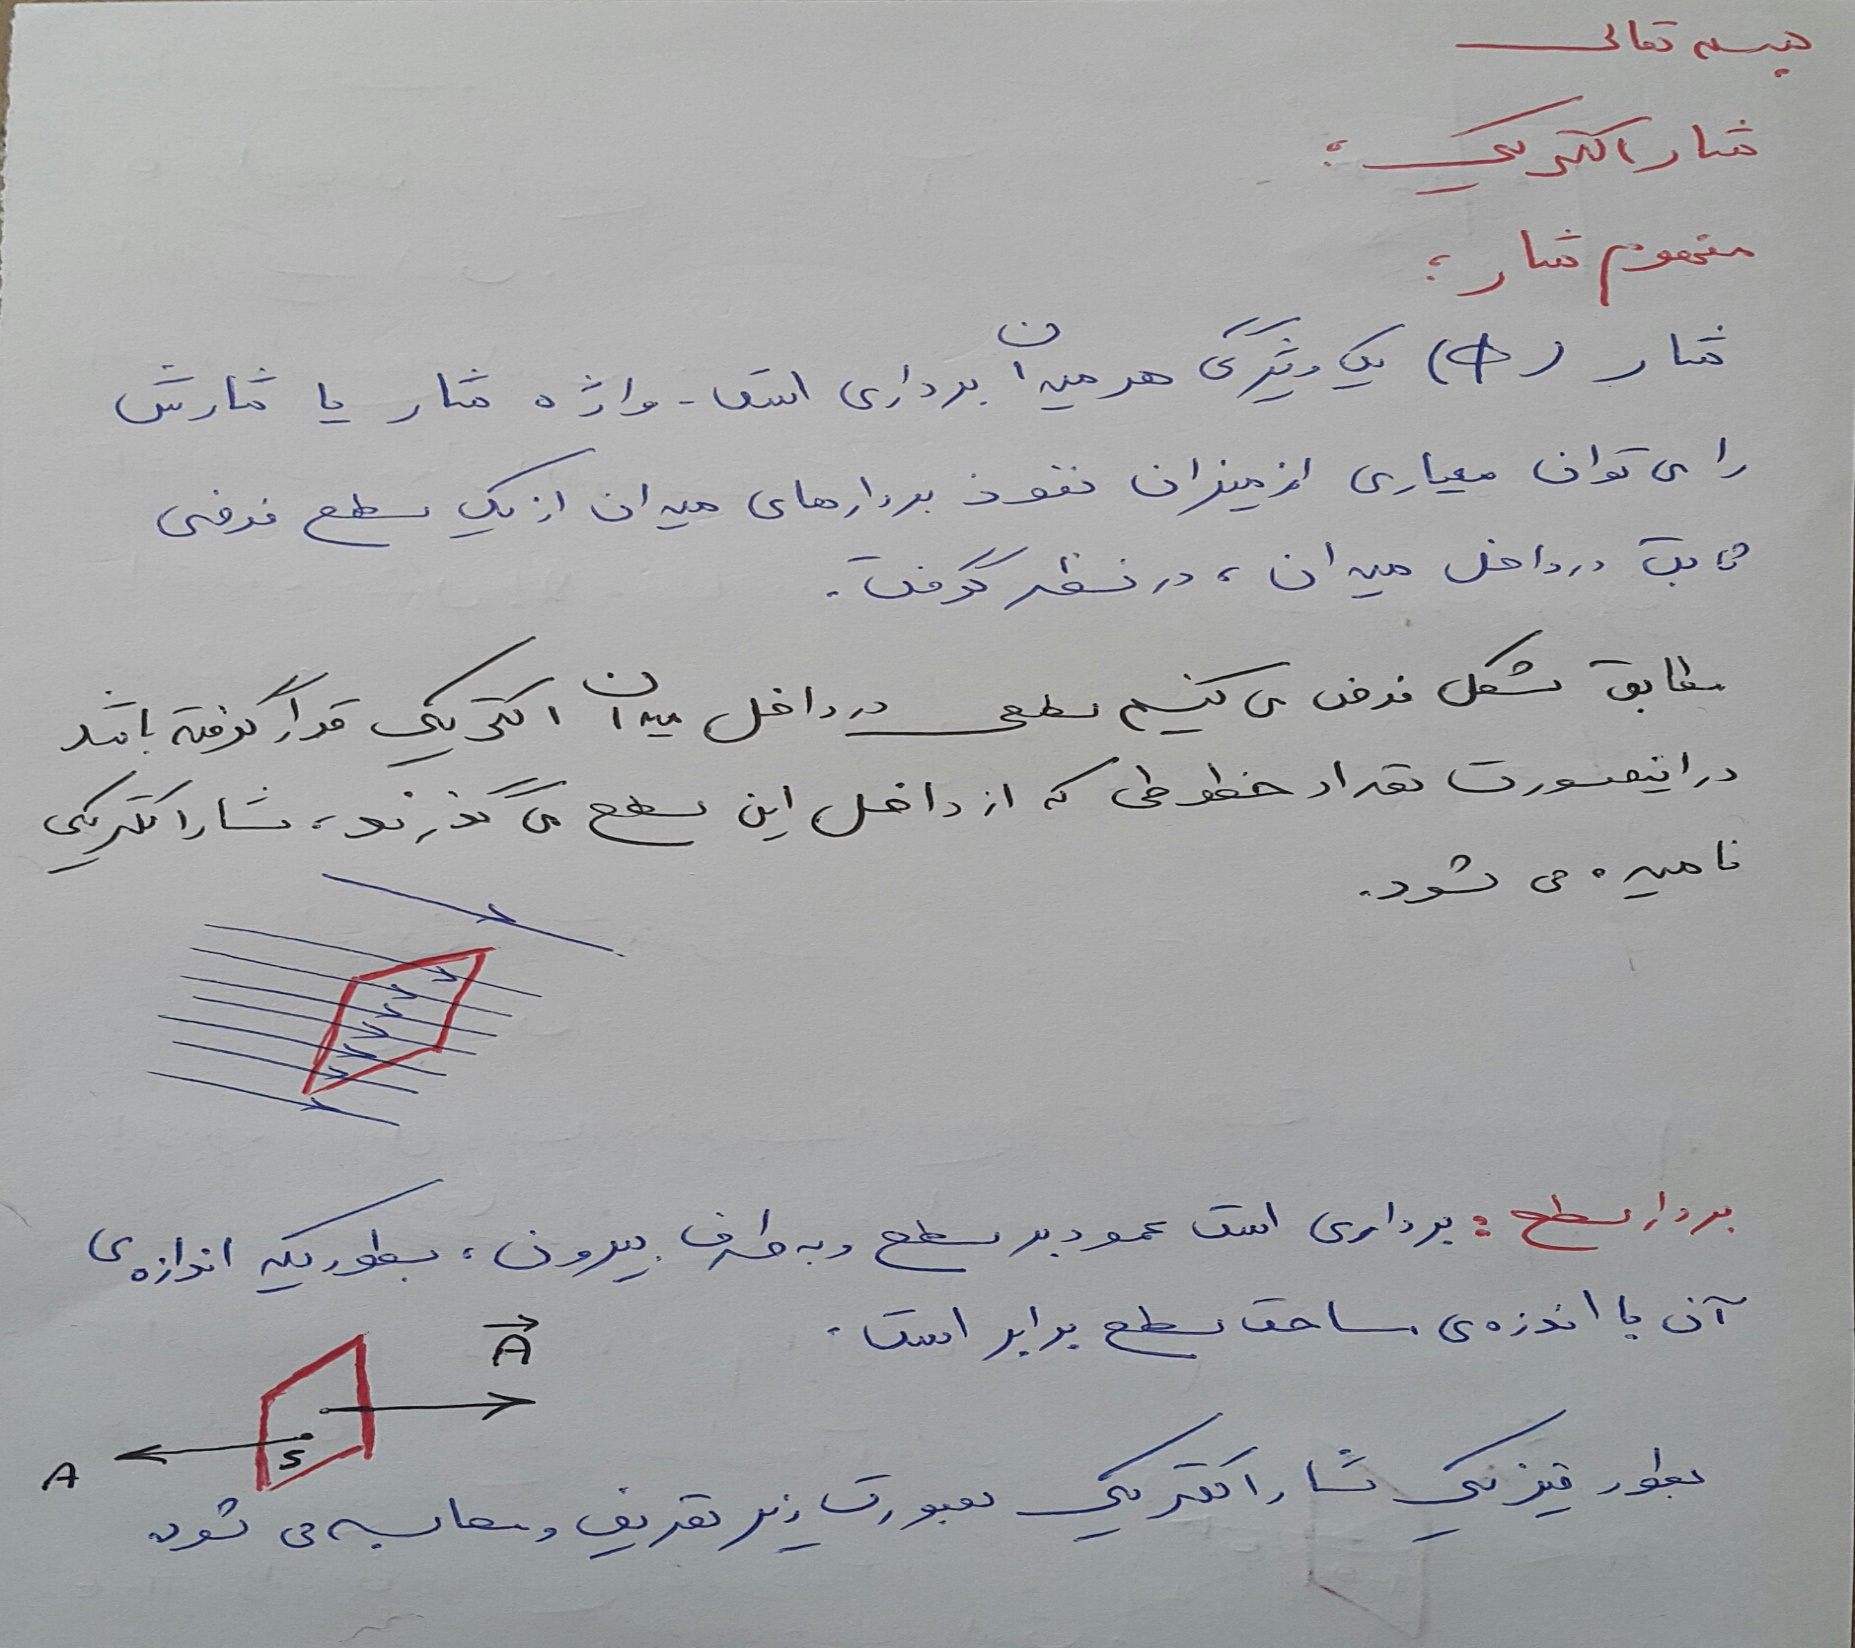 بسمه تعالی
شار الکتریکی :
مفهوم شار :
شار (Φ) یک ویژگی هر میدان برداری است - واژه شار یا شارش
را می توان معیاری از میزان نفوذ بردارهای میدان از یک سطح فرضی
ثابت در داخل میدان ، در نظر گرفت .
مطابق شکل فرض می کنیم سطحی در داخل میدان الکتریکی قرار گرفته باشد
در اینصورت تعداد خطوطی که از داخل این سطح می گذرند ، شار الکتریکی
نامیده می شود .
بردار سطح : برداری است عمود بر سطح و به طرف بیرون ، بطوریکه اندازه ی
آن با اندازه ی مساحت سطح برابر است .
A
A
S
بطور فیزیکی شار الکتریکی بصورت زیر تعریف و محاسبه می شود